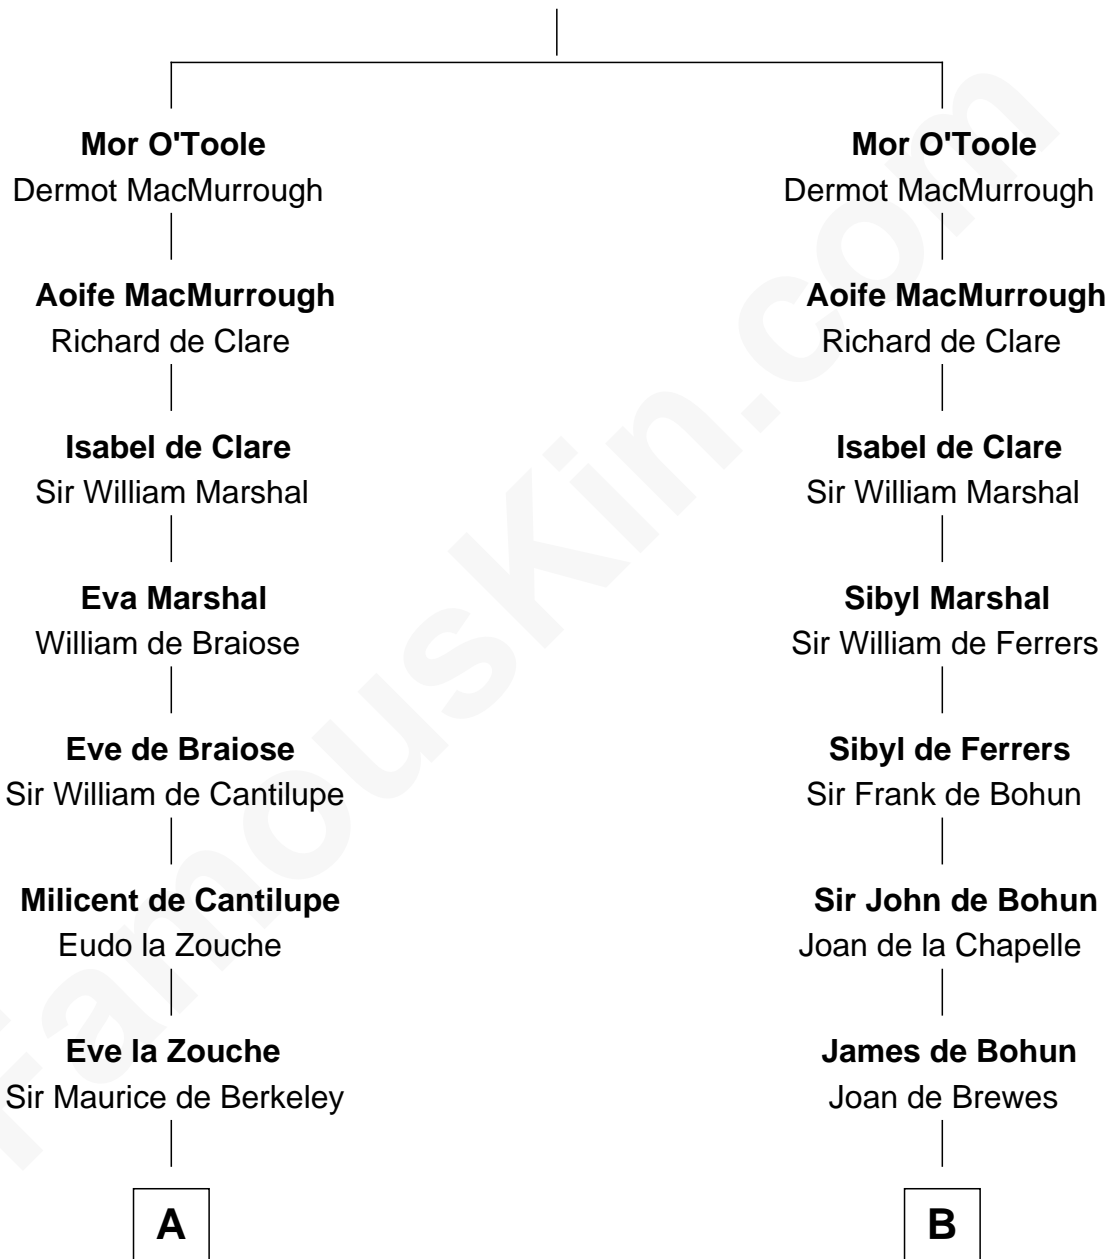 Mor O'Toole
Dermot MacMurrough
Aoife MacMurrough
Richard de Clare
Isabel de Clare
Sir William Marshal
Eva Marshal
William de Braiose
Eve de Braiose
Sir William de Cantilupe
Milicent de Cantilupe
Eudo la Zouche
Eve la Zouche
Sir Maurice de Berkeley
A
Mor O'Toole
Dermot MacMurrough
Aoife MacMurrough
Richard de Clare
Isabel de Clare
Sir William Marshal
Sibyl Marshal
Sir William de Ferrers
Sibyl de Ferrers
Sir Frank de Bohun
Sir John de Bohun
Joan de la Chapelle
James de Bohun
Joan de Brewes
B
FamousKin.com